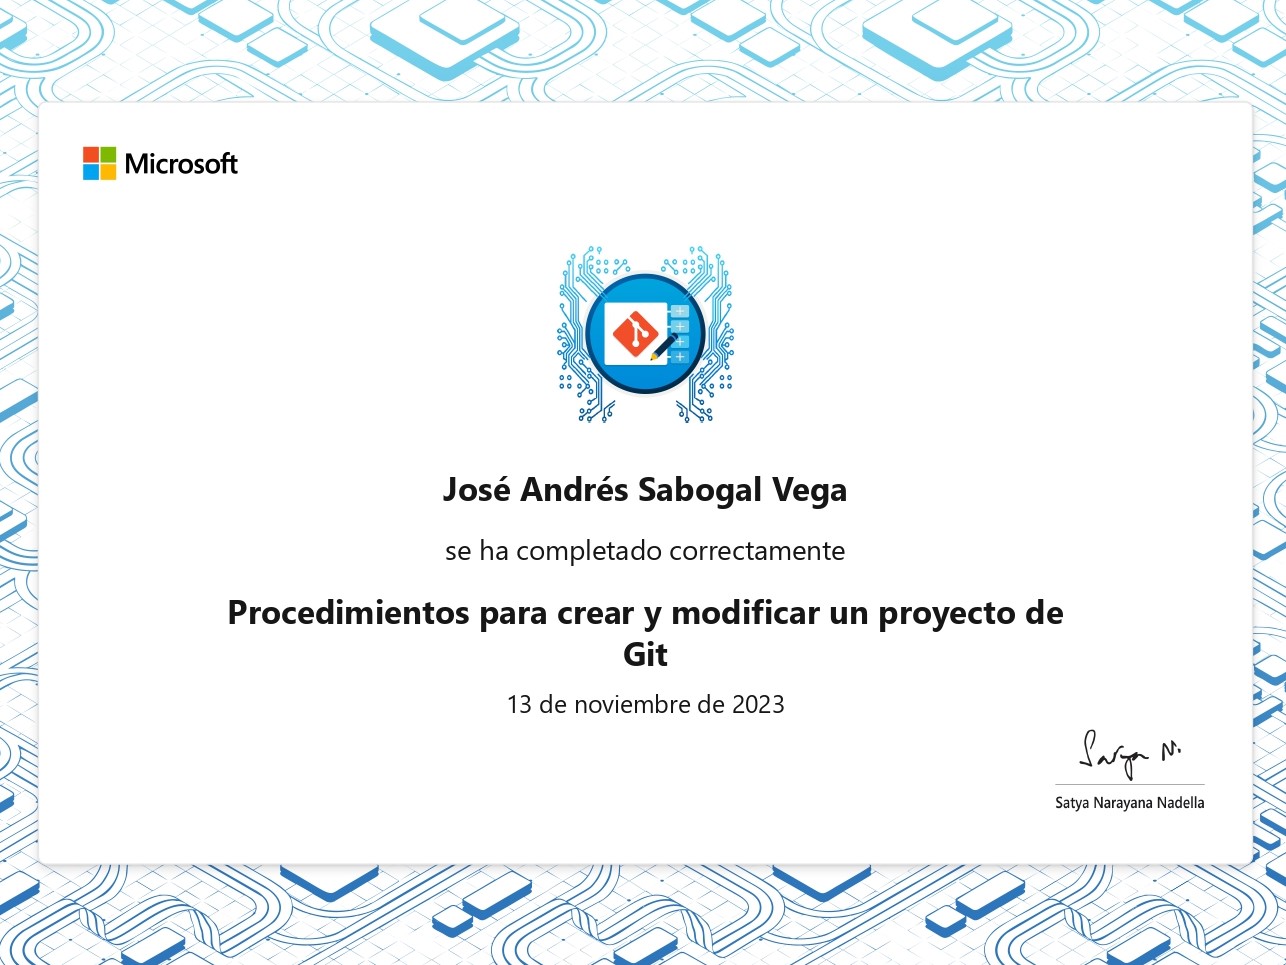 Microsoft
José Andrés Sabogal Vega
se ha completado correctamente
Procedimientos para crear y modificar un proyecto de
Git
13 de noviembre de 2023
Satya N.
Satya Narayana Nadella